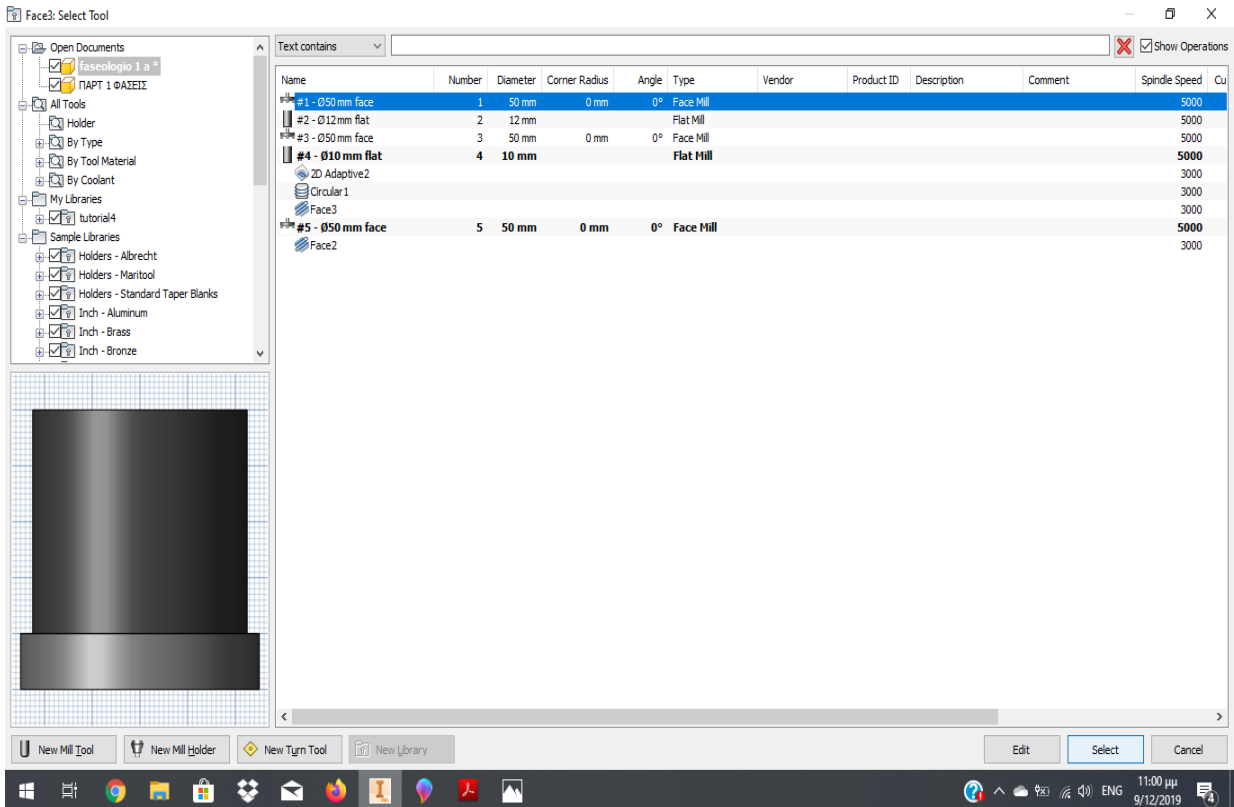 Face3: Select Tool
Open Documents
faseologio 1 a *
ΠΑΡΤ 1 ΦΑΣΕΙΣ
All Tools
Holder
By Type
By Tool Material
By Coolant
My Libraries
tutorial4
Sample Libraries
Holders - Albrecht
Holders - Maritool
Holders - Standard Taper Blanks
Inch - Aluminum
Inch - Brass
Inch - Bronze
Text contains
Show Operations
Name Number Diameter Corner Radius Angle Type Vendor Product ID Description Comment Spindle Speed Cu
#1 - Ø50 mm face 1 50 mm 0 mm 0° Face Mill 5000
#2 - Ø12 mm flat 2 12 mm Flat Mill 5000
#3 - Ø50 mm face 3 50 mm 0 mm 0° Face Mill 5000
#4 - Ø10 mm flat 4 10 mm Flat Mill 5000
2D Adaptive2 3000
Circular1 3000
Face3 3000
#5 - Ø50 mm face 5 50 mm 0 mm 0° Face Mill 5000
Face2 3000
New Mill Tool New Mill Holder New Turn Tool New Library Edit Select Cancel
ENG
11:00 μμ
9/12/2019
4